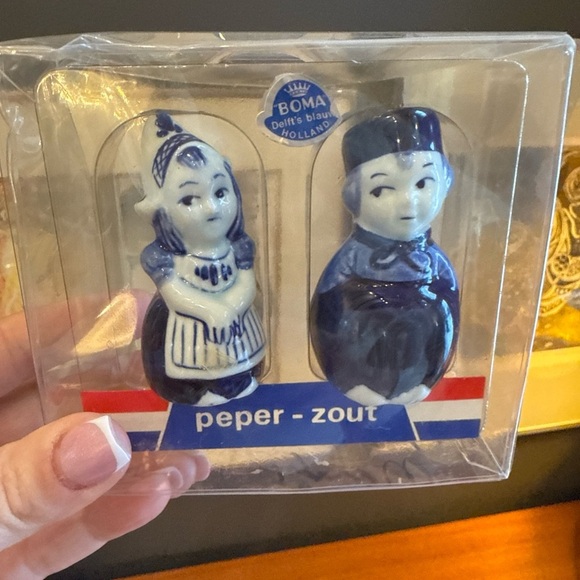 "BOMA"
Delft's blauw
HOLLAND
peper - zout